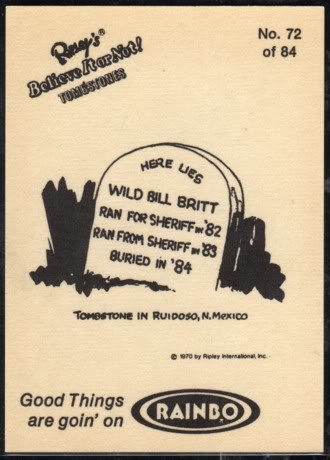 Ripley's®
Believe It or Not!
TOMBSTONES
No. 72
of 84
HERE LIES
WILD BILL BRITT
RAN FOR SHERIFF in '82
RAN FROM SHERIFF in '83
BURIED IN '84
TOMBSTONE IN RUIDOSO, N. MEXICO
© 1970 by Ripley International, Inc.
Good Things
are goin' on
RAINBO